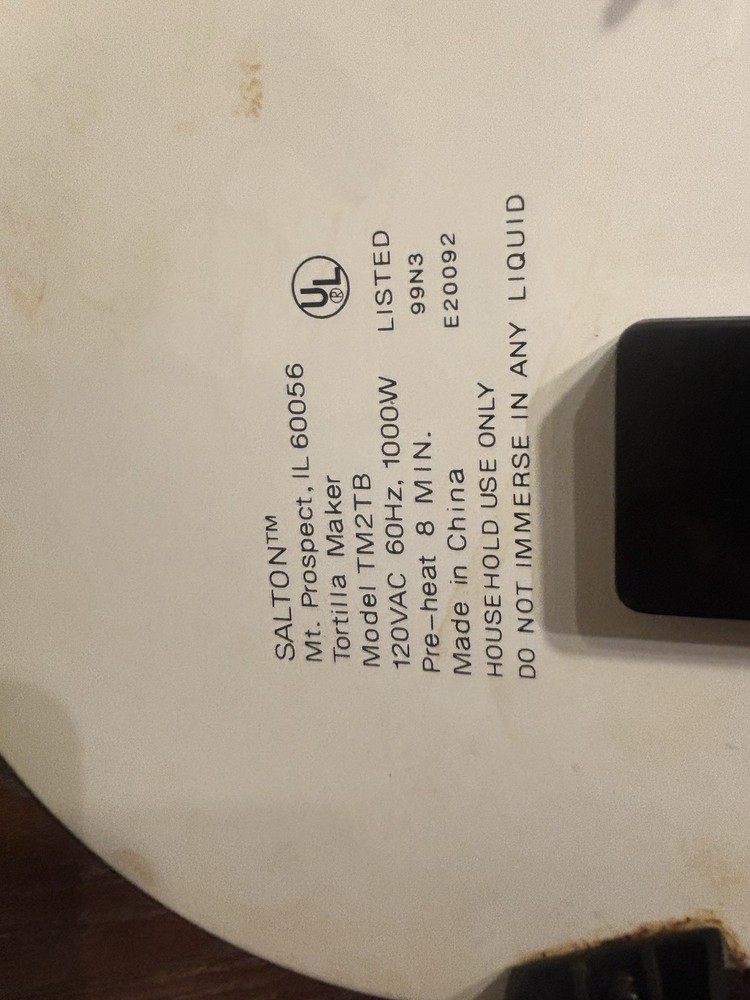 SALTON™
Mt. Prospect, IL 60056
Tortilla Maker
Model TM2TB
120VAC 60Hz, 1000W
Pre-heat 8 MIN.
Made in China
HOUSEHOLD USE ONLY
DO NOT IMMERSE IN ANY LIQUID
UL®
LISTED
99N3
E20092